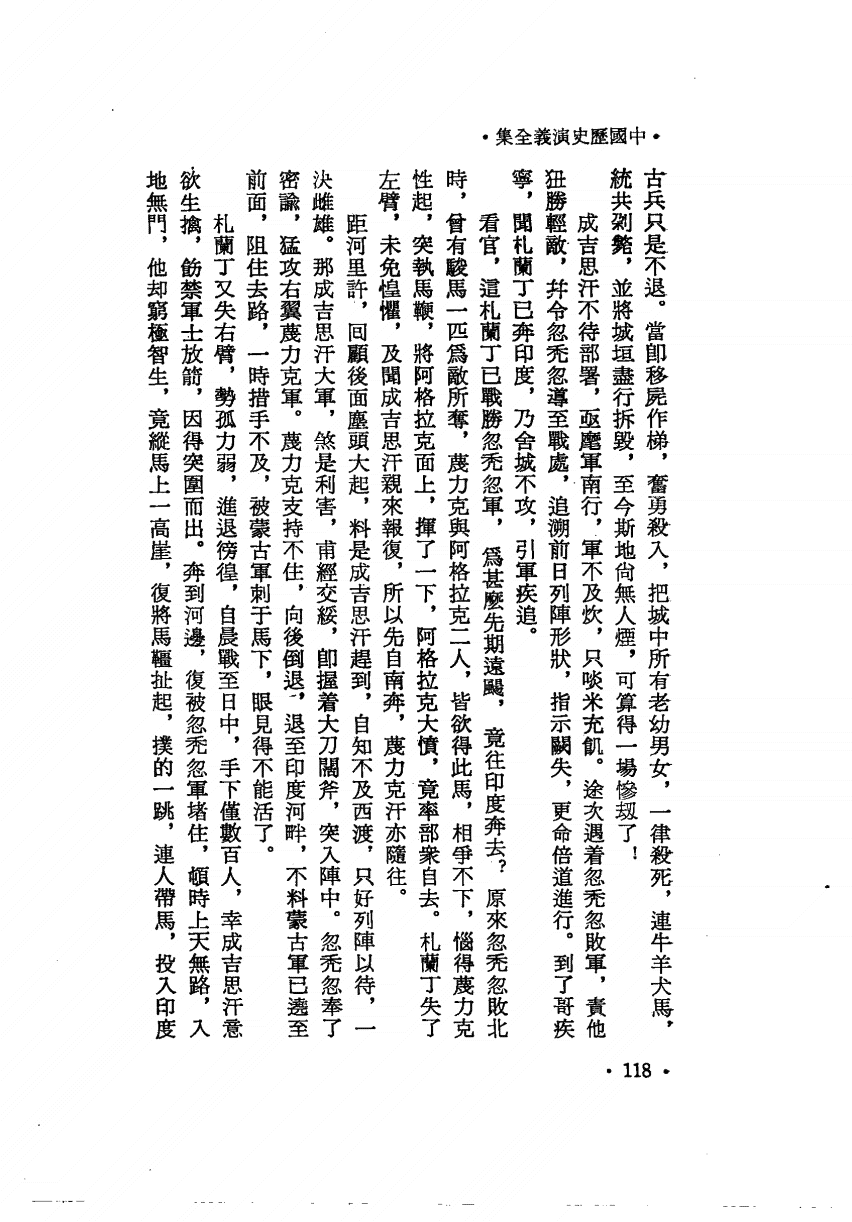 •中國歷史演義全集•
古兵只是不退。當卽移屍作梯，奮勇殺入，把城中所有老幼男女，一律殺死，連牛羊犬馬，
統共剁斃，並將城垣盡行拆毀，至今斯地尙無人煙，可算得一場慘刼了！
成吉思汗不待部署，亟麾軍南行，軍不及炊，只啖米充飢。途次遇着忽禿忽敗軍，責他
狃勝輕敵，幷令忽禿忽導至戰處，追溯前日列陣形狀，指示闕失，更命倍道進行。到了哥疾
寧，聞札蘭丁已奔印度，乃舍城不攻，引軍疾追。
看官，這札蘭丁已戰勝忽禿忽軍，爲甚麼先期遠颺，竟往印度奔去？原來忽禿忽敗北
時，曾有駿馬一匹爲敵所奪，蔑力克與阿格拉克二人，皆欲得此馬，相爭不下，惱得蔑力克
性起，突執馬鞭，將阿格拉克面上，揮了一下，阿格拉克大憤，竟率部衆自去。札蘭丁失了
左臂，未免惶懼，及聞成吉思汗親來報復，所以先自南奔，蔑力克汗亦隨往。
距河里許，囘顧後面塵頭大起，料是成吉思汗趕到，自知不及西渡，只好列陣以待，一
決雌雄。那成吉思汗大軍，煞是利害，甫經交綏，卽握着大刀闊斧，突入陣中。忽禿忽奉了
密諭，猛攻右翼蔑力克軍。蔑力克支持不住，向後倒退，退至印度河畔，不料蒙古軍已遶至
前面，阻住去路，一時措手不及，被蒙古軍刺于馬下，眼見得不能活了。
札蘭丁又失右臂，勢孤力弱，進退徬徨，自晨戰至日中，手下僅數百人，幸成吉思汗意
欲生擒，飭禁軍士放箭，因得突圍而出。奔到河邊，復被忽禿忽軍堵住，頓時上天無路，入
地無門，他却窮極智生，竟縱馬上一高崖，復將馬韁扯起，撲的一跳，連人帶馬，投入印度
•118•